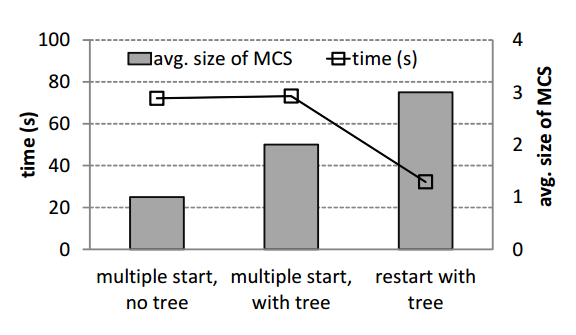 100
80
60
40
20
0
time (s)
avg. size of MCS
time (s)
4
3
2
1
0
avg. size of MCS
multiple start,
no tree
multiple start,
with tree
restart with
tree